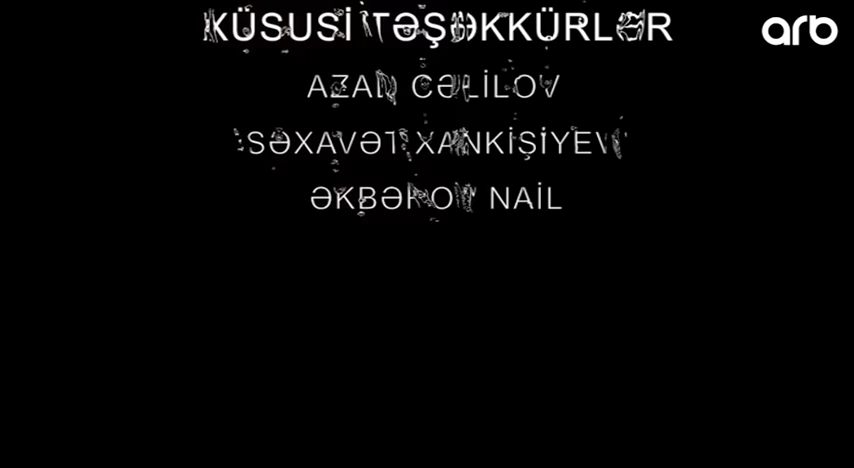 XÜSUSİ TƏŞƏKKÜRLƏR
arb
AZAD CƏLİLOV
SƏXAVƏT XANKİŞİYEV
ƏKBƏROV NAİL